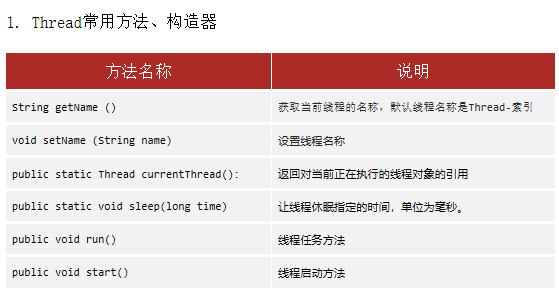 1. Thread常用方法、构造器
方法名称 说明
String getName () 获取当前线程的名称，默认线程名称是Thread-索引
void setName (String name) 设置线程名称
public static Thread currentThread(): 返回对当前正在执行的线程对象的引用
public static void sleep(long time) 让线程休眠指定的时间，单位为毫秒。
public void run() 线程任务方法
public void start() 线程启动方法